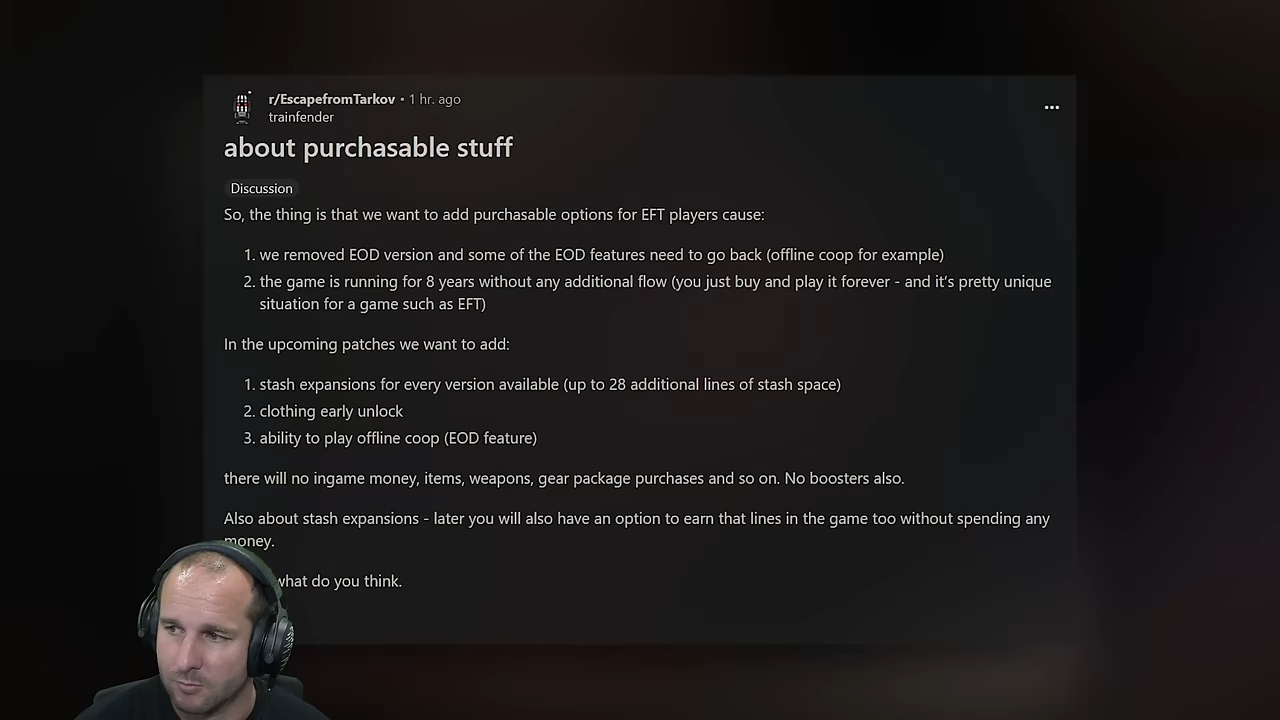 r/EscapefromTarkov • 1 hr. ago
trainfender
about purchasable stuff
Discussion
So, the thing is that we want to add purchasable options for EFT players cause:
1. we removed EOD version and some of the EOD features need to go back (offline coop for example)
2. the game is running for 8 years without any additional flow (you just buy and play it forever - and it's pretty unique
situation for a game such as EFT)
In the upcoming patches we want to add:
1. stash expansions for every version available (up to 28 additional lines of stash space)
2. clothing early unlock
3. ability to play offline coop (EOD feature)
there will no ingame money, items, weapons, gear package purchases and so on. No boosters also.
Also about stash expansions - later you will also have an option to earn that lines in the game too without spending any
money.
what do you think.